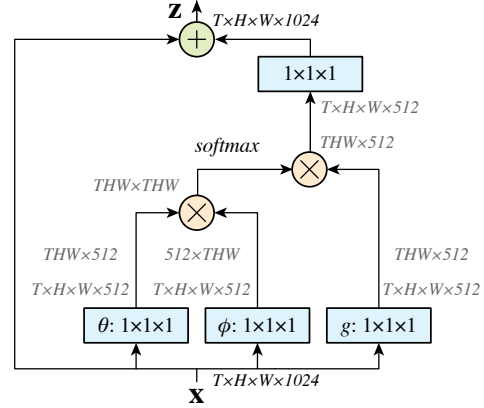 z T×H×W×1024
1×1×1
T×H×W×512
THW×512
softmax
THW×THW
THW×512 512×THW THW×512
T×H×W×512 T×H×W×512 T×H×W×512
θ: 1×1×1 ϕ: 1×1×1 g: 1×1×1
x T×H×W×1024